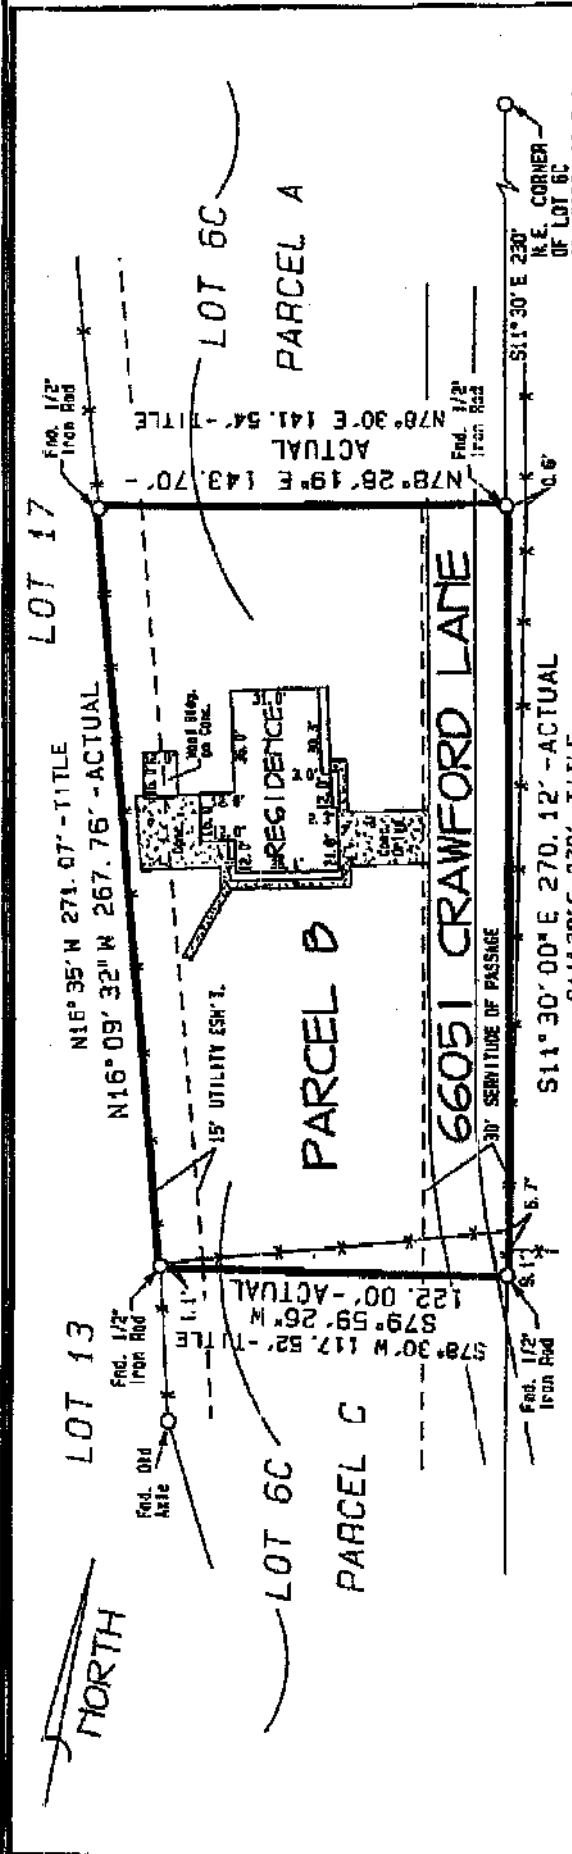 LOT 17
LOT 13
N16°35'W 271.07'-TITLE
N16°09'32"W 267.76'-ACTUAL
Fnd. 1/2"
Iron Rod
Fnd. 1/2"
Iron Rod
Fnd. Old
Axle
NORTH
15' UTILITY ESM'T.
Wood Bldg.
on Conc.
Conc.
RESIDENCE
31.0'
PARCEL B
LOT 6C
PARCEL A
LOT 6C
PARCEL C
N78°28'19"E 143.70'-
ACTUAL
N78°30'E 141.54'-TITLE
S78°30'W 117.52'-TITLE
S79°59'26"W
122.00'-ACTUAL
1.1'
66051 CRAWFORD LANE
30' SERVITUDE OF PASSAGE
Fnd. 1/2"
Iron Rod
Fnd. 1/2"
Iron Rod
0.6'
S11°30'E 230'
N.E. CORNER
OF LOT 6C
S11°30'00"E 270.12'-ACTUAL